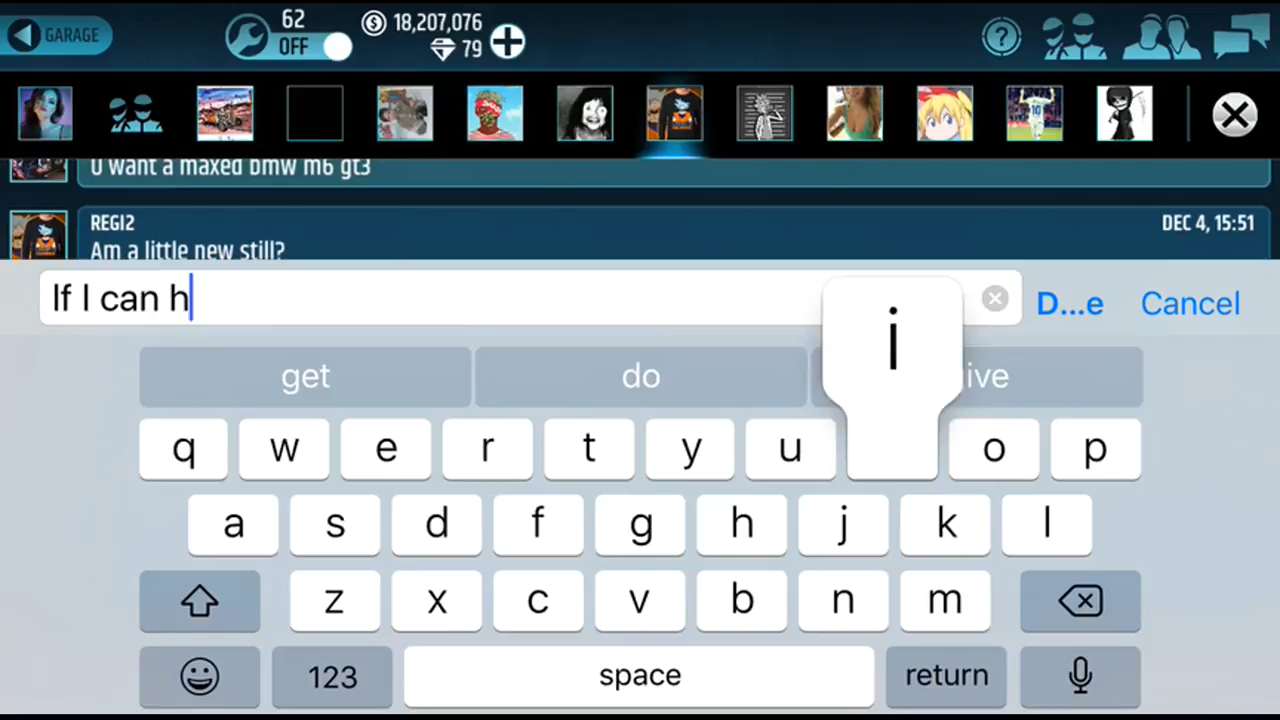 GARAGE
62
OFF
18,207,076
79
U want a maxed bmw m6 gt3
REGI2
DEC 4, 15:51
Am a little new still?
If I can h
D...e
Cancel
get
do
ive
i
q w e r t y u o p
a s d f g h j k l
z x c v b n m
123
space
return